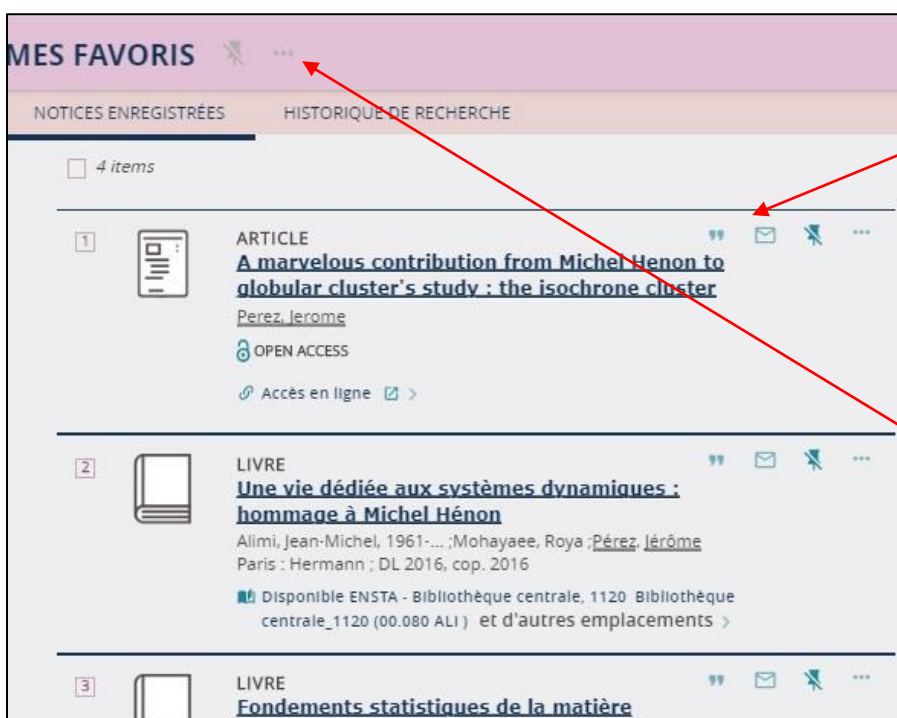 MES FAVORIS
NOTICES ENREGISTRÉES HISTORIQUE DE RECHERCHE
4 items
1
ARTICLE
A marvelous contribution from Michel Henon to
globular cluster's study : the isochrone cluster
Perez, Jerome
OPEN ACCESS
Accès en ligne
2
LIVRE
Une vie dédiée aux systèmes dynamiques :
hommage à Michel Hénon
Alimi, Jean-Michel, 1961-... ;Mohayaee, Roya ;Pérez, Jérôme
Paris : Hermann ; DL 2016, cop. 2016
Disponible ENSTA - Bibliothèque centrale, 1120 Bibliothèque
centrale_1120 (00.080 ALI ) et d'autres emplacements >
3
LIVRE
Fondements statistiques de la matière